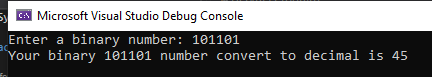 Microsoft Visual Studio Debug Console
Enter a binary number: 101101
Your binary 101101 number convert to decimal is 45